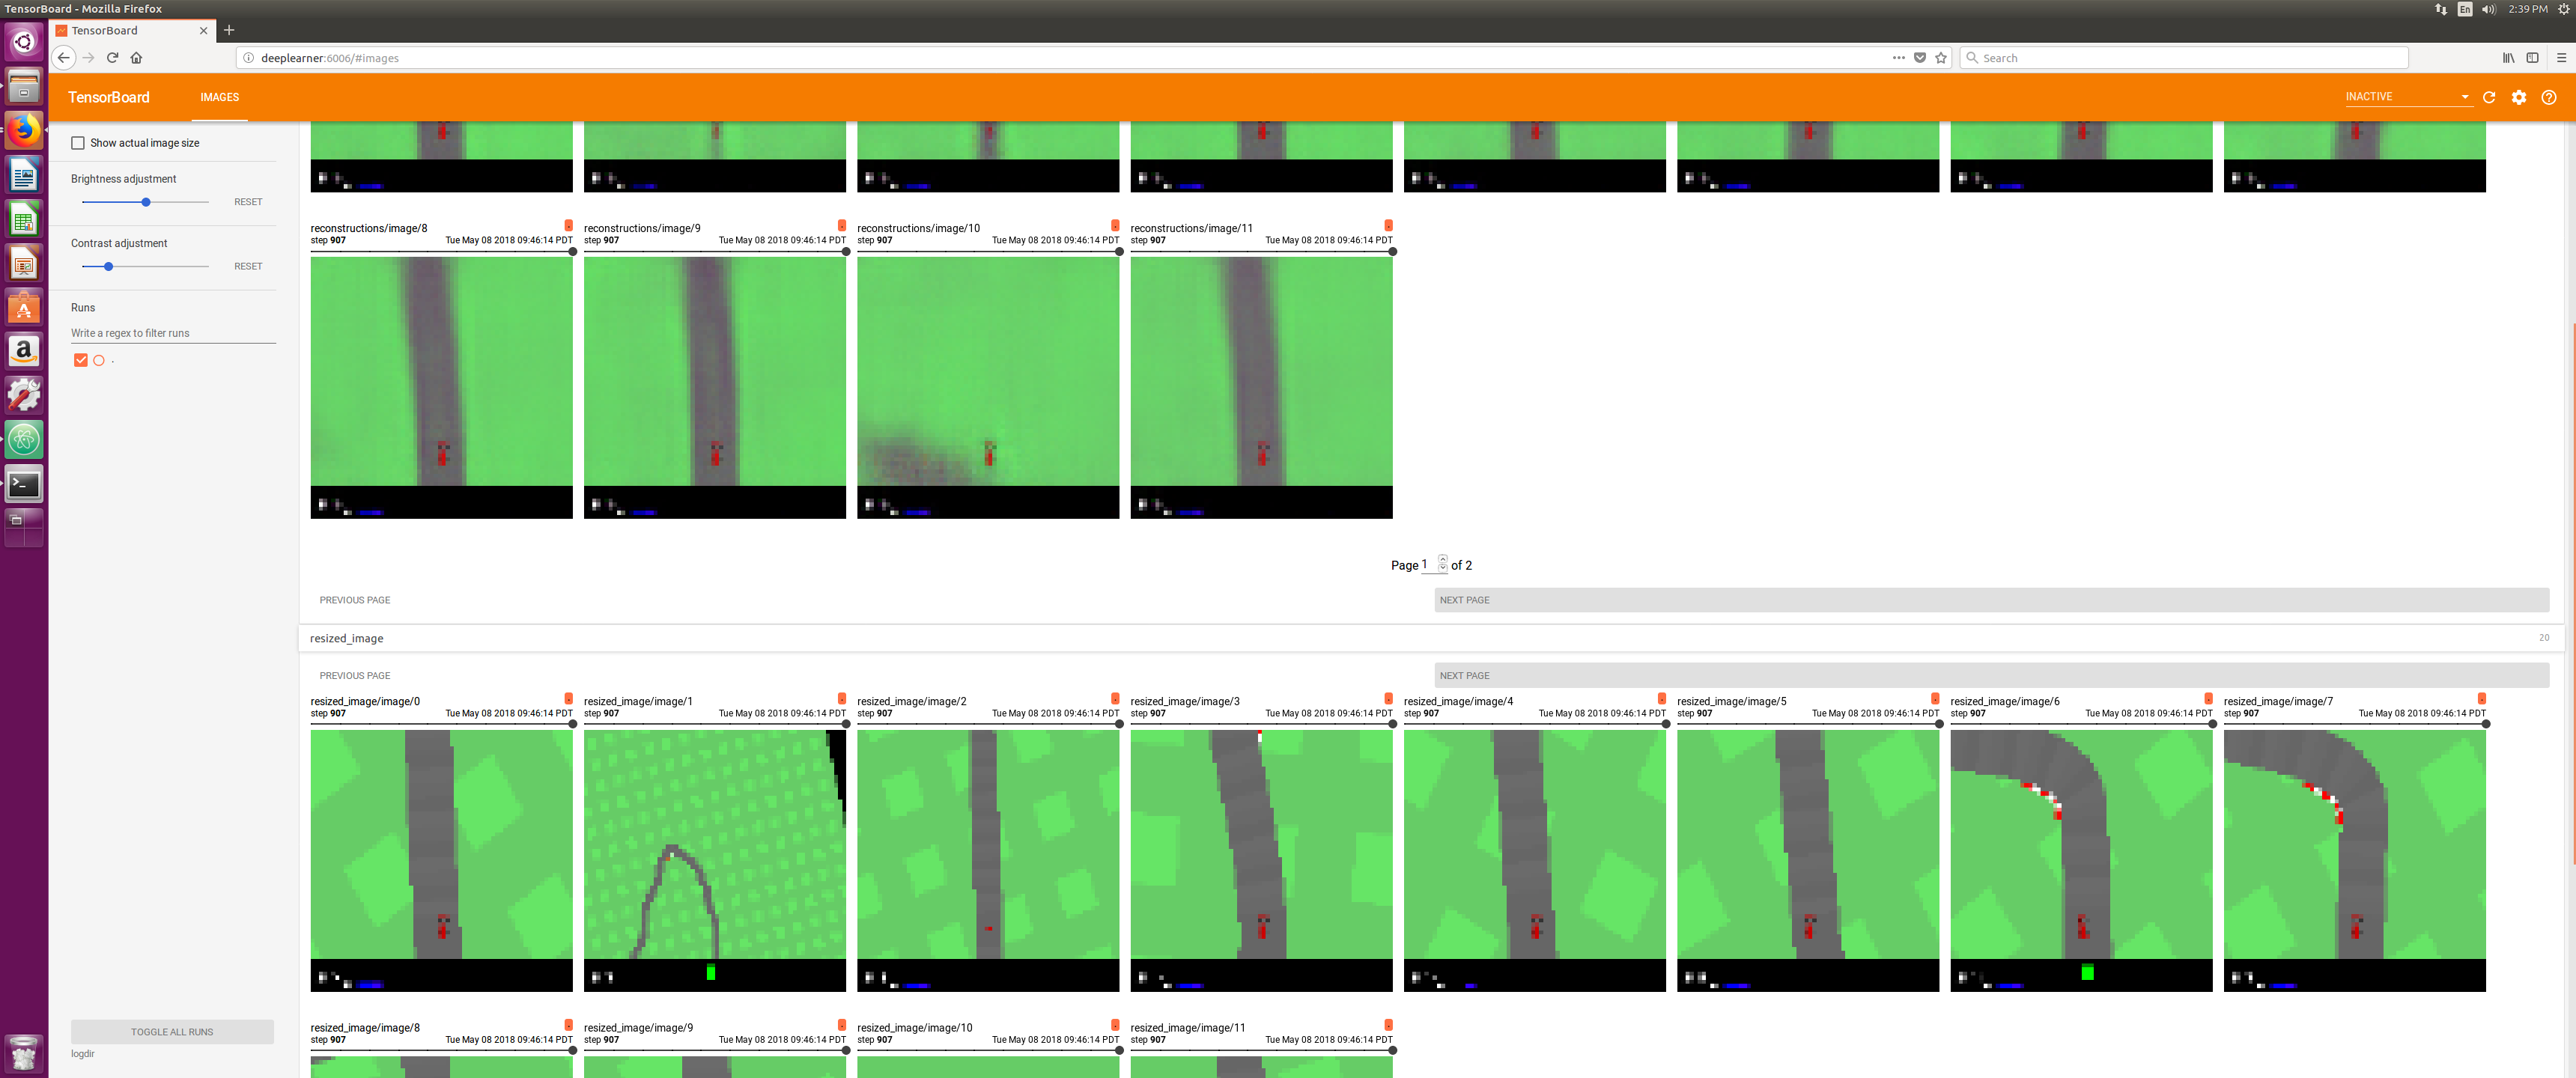 TensorBoard - Mozilla Firefox
En
2:39 PM
TensorBoard
deeplearner:6006/#images
Search
TensorBoard
IMAGES
INACTIVE
Show actual image size
Brightness adjustment
RESET
Contrast adjustment
RESET
Runs
Write a regex to filter runs
.
TOGGLE ALL RUNS
logdir
reconstructions/image/8
step 907 Tue May 08 2018 09:46:14 PDT
reconstructions/image/9
step 907 Tue May 08 2018 09:46:14 PDT
reconstructions/image/10
step 907 Tue May 08 2018 09:46:14 PDT
reconstructions/image/11
step 907 Tue May 08 2018 09:46:14 PDT
Page 1 of 2
PREVIOUS PAGE
NEXT PAGE
resized_image
20
PREVIOUS PAGE
NEXT PAGE
resized_image/image/0
step 907 Tue May 08 2018 09:46:14 PDT
resized_image/image/1
step 907 Tue May 08 2018 09:46:14 PDT
resized_image/image/2
step 907 Tue May 08 2018 09:46:14 PDT
resized_image/image/3
step 907 Tue May 08 2018 09:46:14 PDT
resized_image/image/4
step 907 Tue May 08 2018 09:46:14 PDT
resized_image/image/5
step 907 Tue May 08 2018 09:46:14 PDT
resized_image/image/6
step 907 Tue May 08 2018 09:46:14 PDT
resized_image/image/7
step 907 Tue May 08 2018 09:46:14 PDT
resized_image/image/8
step 907 Tue May 08 2018 09:46:14 PDT
resized_image/image/9
step 907 Tue May 08 2018 09:46:14 PDT
resized_image/image/10
step 907 Tue May 08 2018 09:46:14 PDT
resized_image/image/11
step 907 Tue May 08 2018 09:46:14 PDT